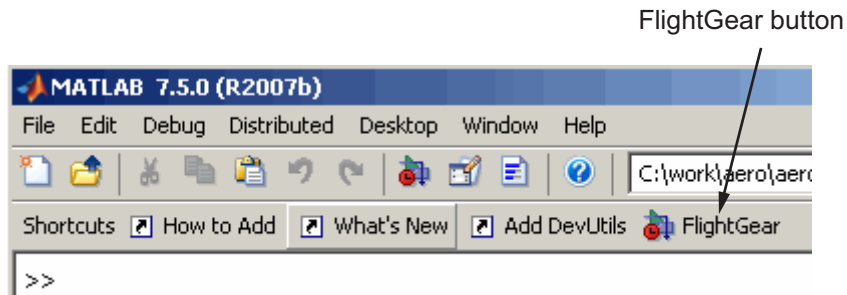 FlightGear button
MATLAB 7.5.0 (R2007b)
File Edit Debug Distributed Desktop Window Help
C:\work\aero\aero
Shortcuts How to Add What's New Add DevUtils FlightGear
>>